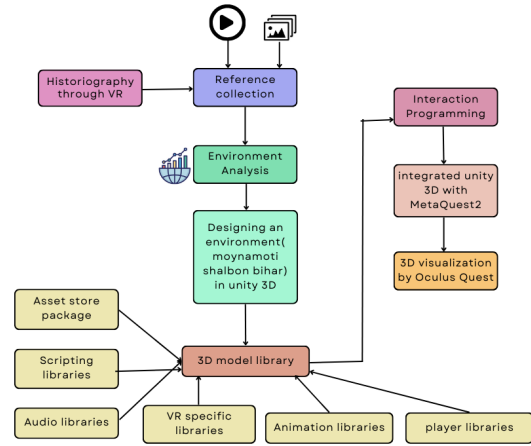 Historiography
through VR
Reference
collection
Interaction
Programming
Environment
Analysis
integrated unity
3D with
MetaQuest2
Designing an
environment(
moynamoti
shalbon bihar)
in unity 3D
3D visualization
by Oculus Quest
Asset store
package
3D model library
Scripting
libraries
Audio libraries
VR specific
libraries
Animation libraries
player libraries